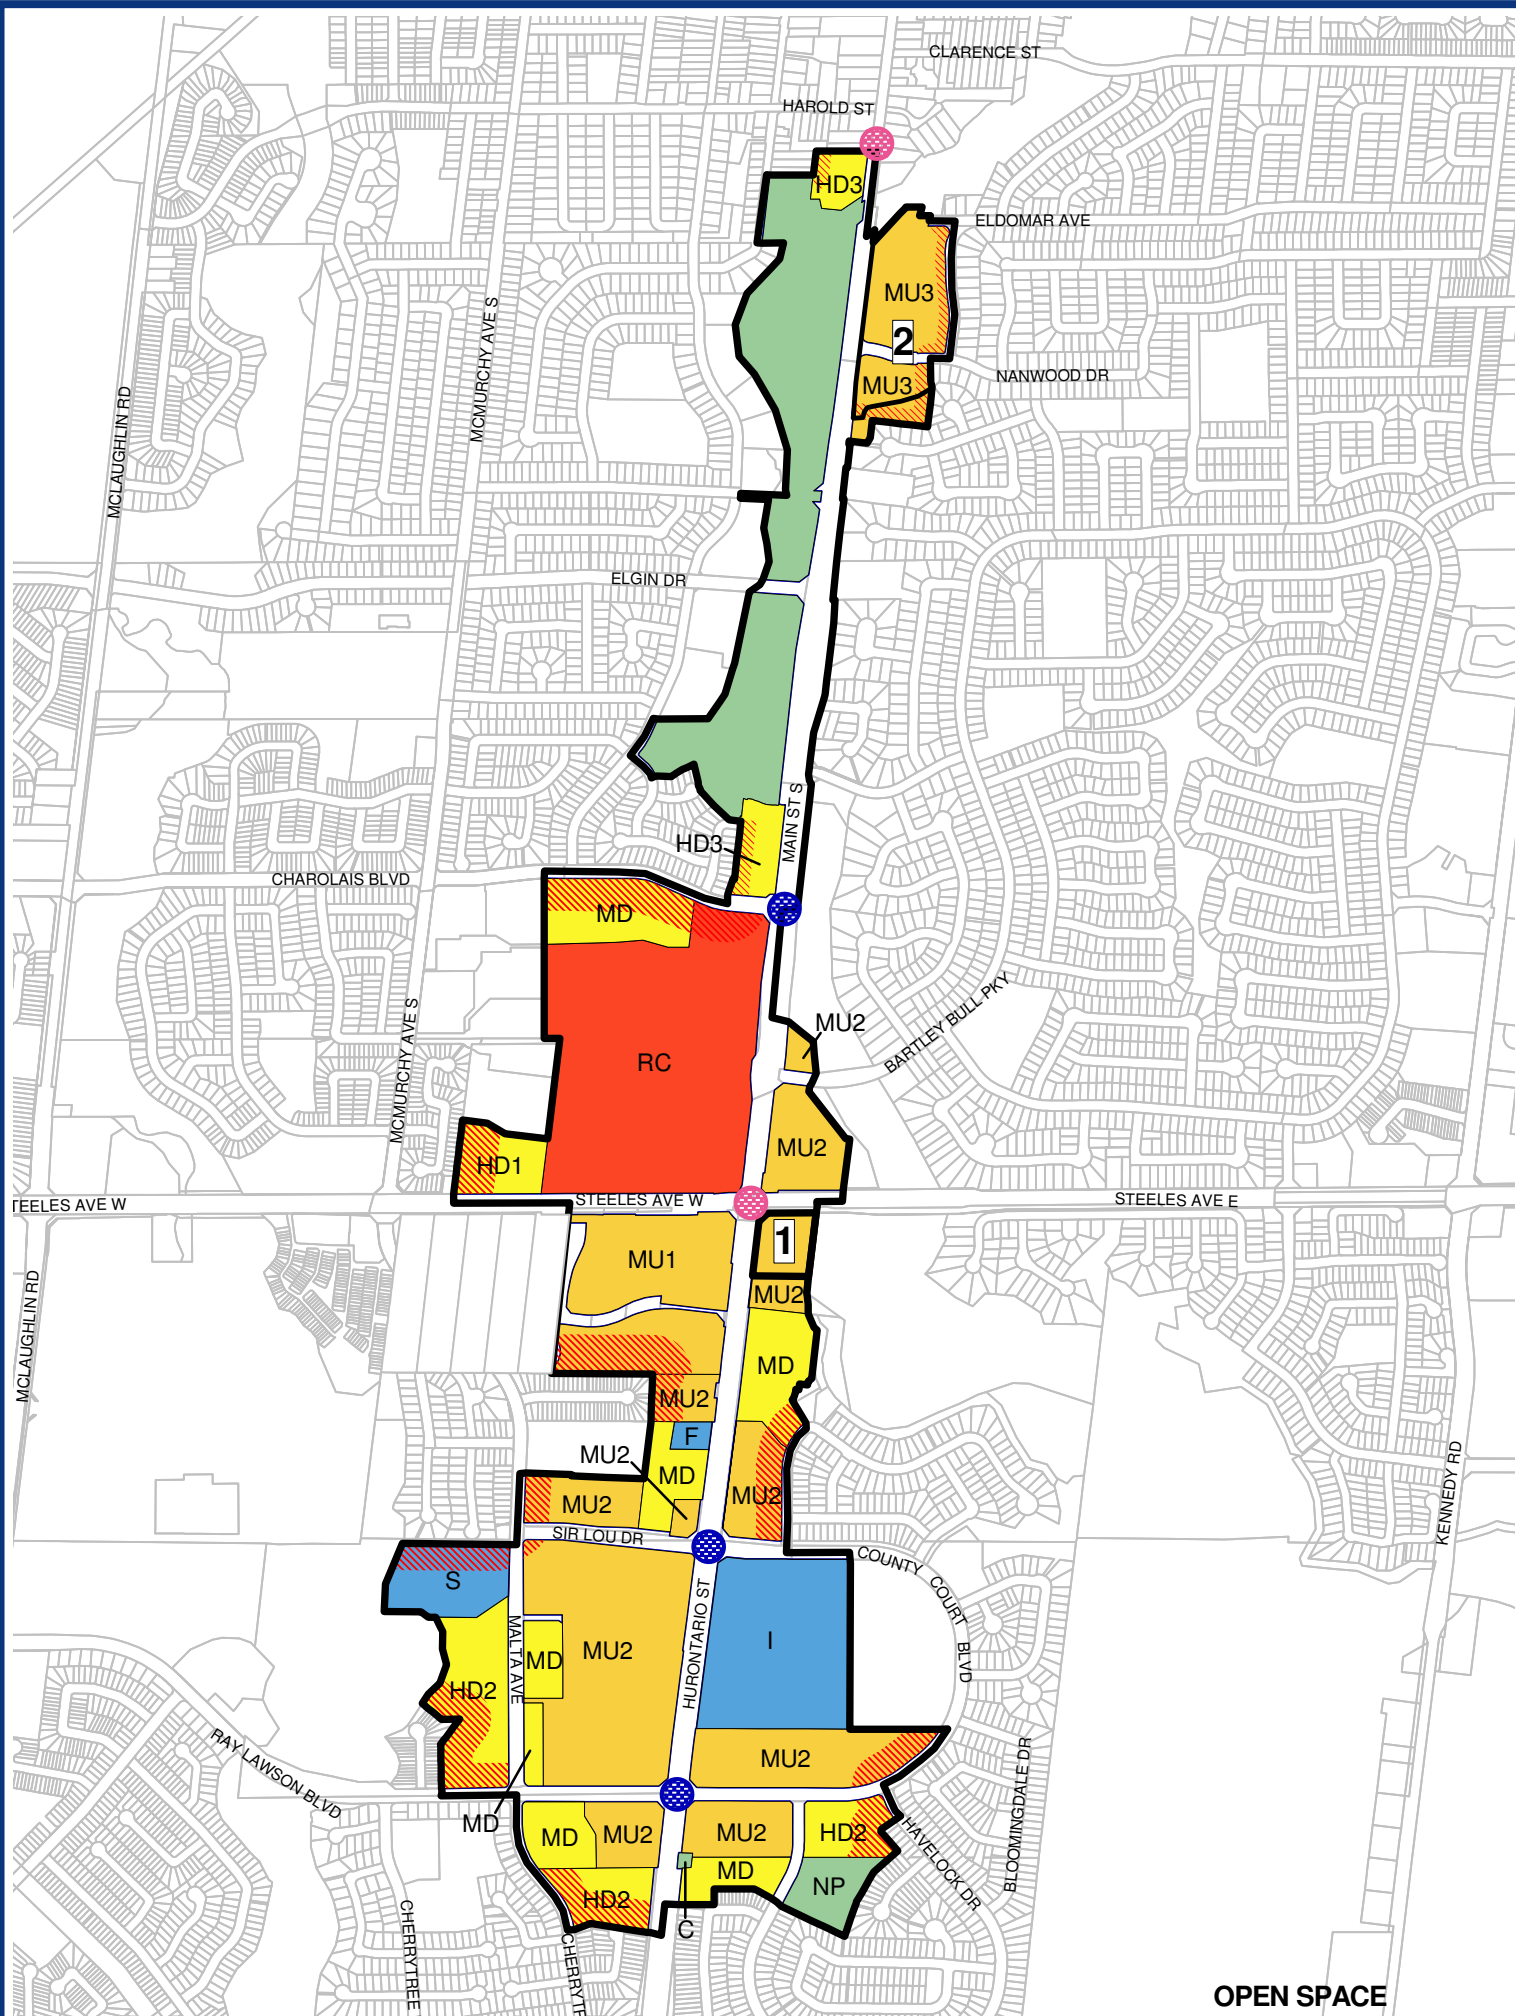 CLARENCE ST
HAROLD ST
HD3
ELDOMAR AVE
MU3
2
NANWOOD DR
MU3
MCMURCHY AVE S
MCLAUGHLIN RD
ELGIN DR
MAIN ST S
HD3
CHAROLAIS BLVD
MD
BARTLEY BULL PKY
MU2
MCMURCHY AVE S
RC
MU2
HD1
STEELES AVE W
STEELES AVE E
TEELES AVE W
1
MU1
MU2
MCLAUGHLIN RD
MD
MU2
F
MU2
MD
MU2
MU2
KENNEDY RD
SIR LOU DR
COUNTY COURT BLVD
S
HURONTARIO ST
MALTA AVE
I
MU2
MD
HD2
RAY LAWSON BLVD
MU2
BLOOMINGDALE DR
MD
MD
MU2
MU2
HD2
HAVELOCK DR
MD
NP
HD2
C
CHERRYTREE
CHERRYTR
OPEN SPACE